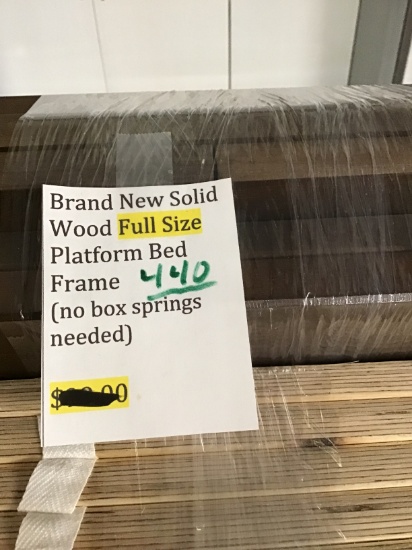 Brand New Solid
Wood Full Size
Platform Bed
Frame 440
(no box springs
needed)